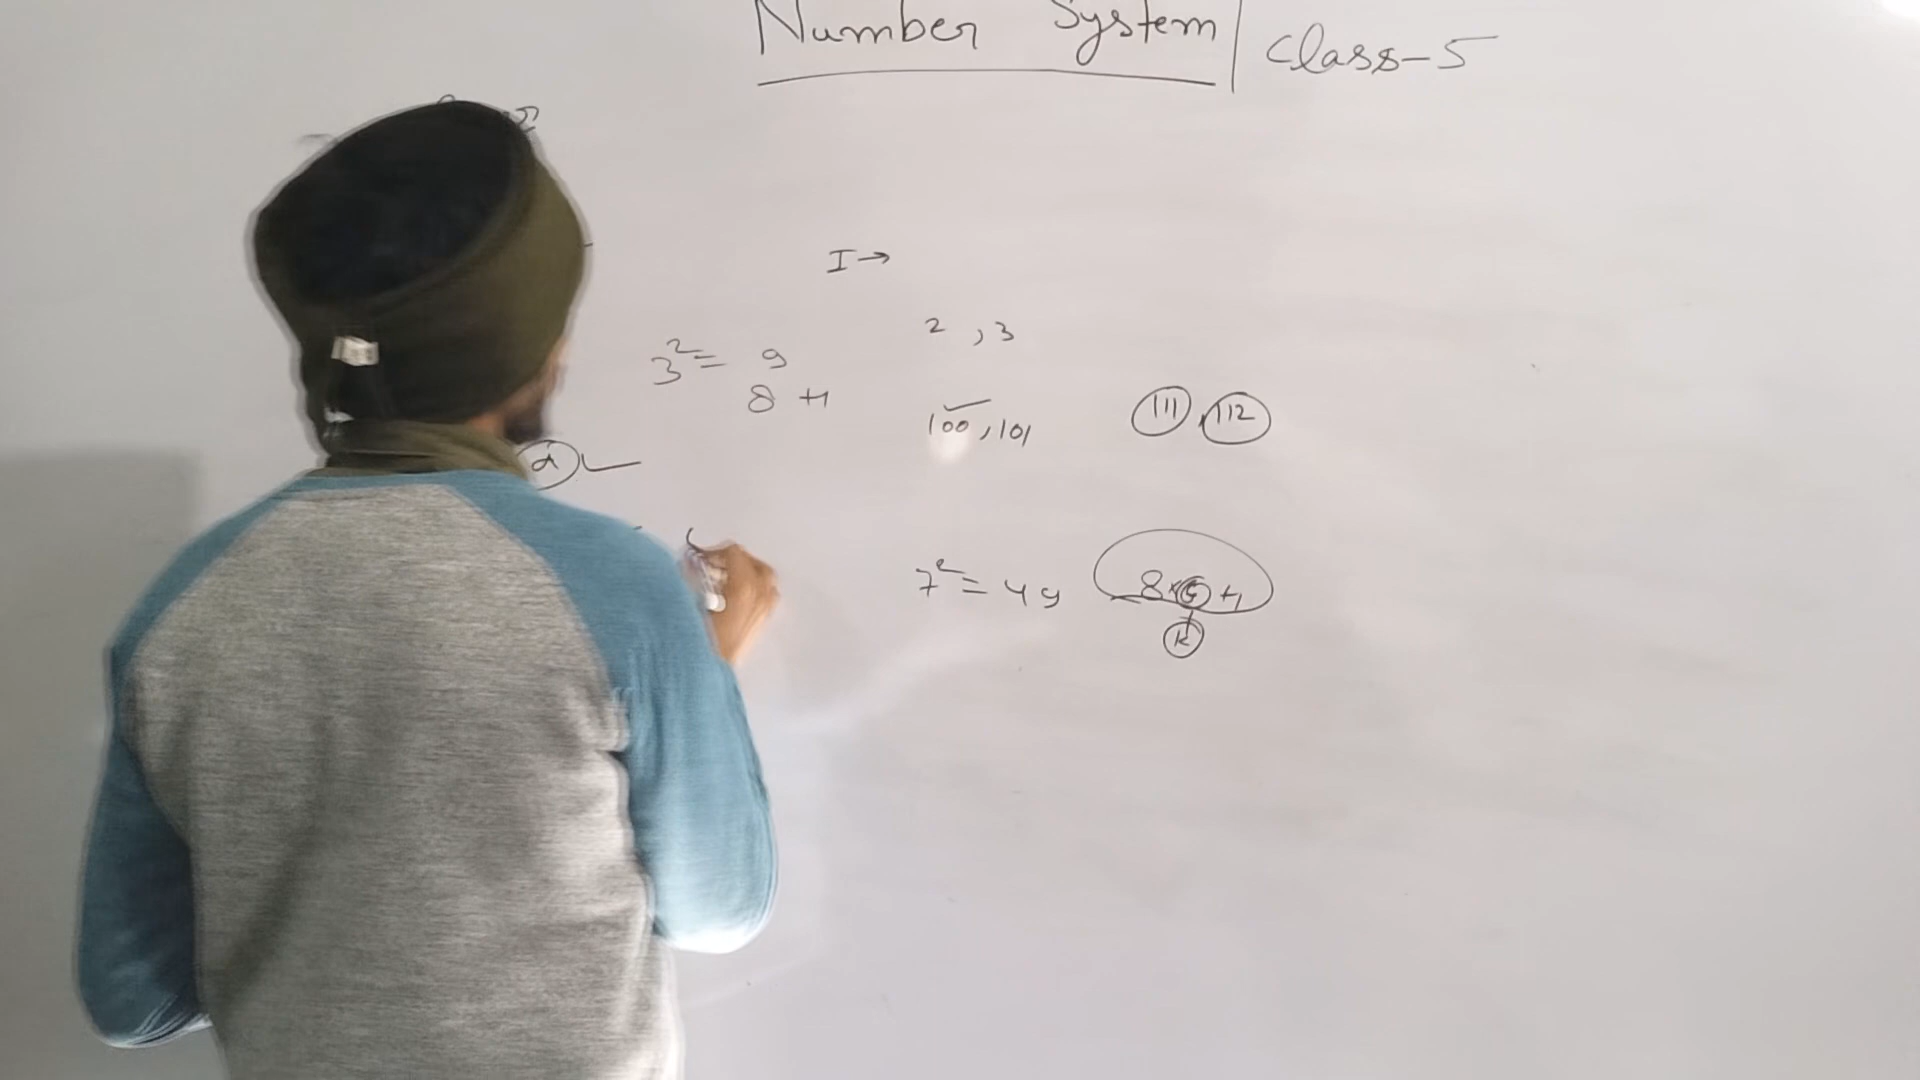 Number System | Class-5
I →
2 , 3
3² = 9
8 +1
100 , 101
111 , 112
d
7² = 49
8×6+1
k